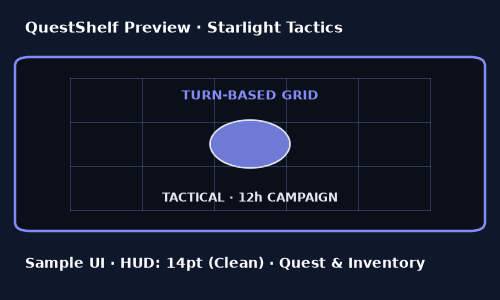 QuestShelf Preview · Starlight Tactics
TURN-BASED GRID
TACTICAL · 12h CAMPAIGN
Sample UI · HUD: 14pt (Clean) · Quest & Inventory